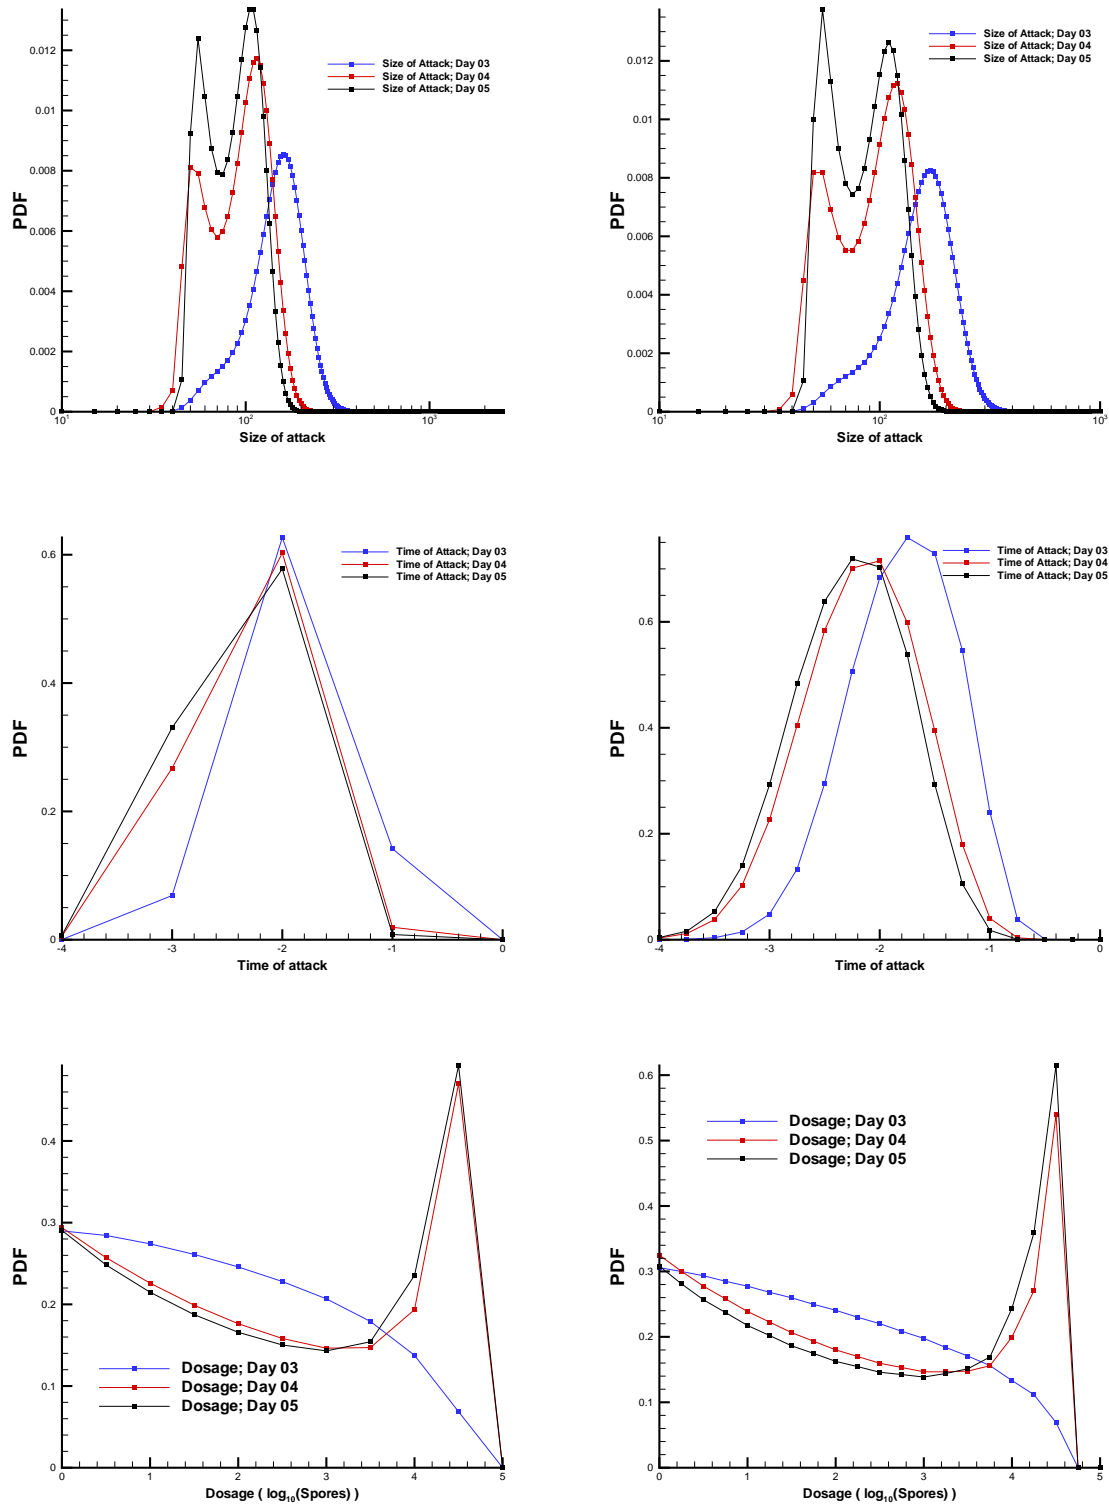 0.012
0.01
0.008
0.006
0.004
0.002
0
PDF
Size of Attack; Day 03
Size of Attack; Day 04
Size of Attack; Day 05
10¹ 10² 10³
Size of attack
0.012
0.01
0.008
0.006
0.004
0.002
0
PDF
Size of Attack; Day 03
Size of Attack; Day 04
Size of Attack; Day 05
10¹ 10² 10³
Size of attack
0.6
0.4
0.2
0
PDF
Time of Attack; Day 03
Time of Attack; Day 04
Time of Attack; Day 05
-4 -3 -2 -1 0
Time of attack
0.6
0.4
0.2
0
PDF
Time of Attack; Day 03
Time of Attack; Day 04
Time of Attack; Day 05
-4 -3 -2 -1 0
Time of attack
0.4
0.3
0.2
0.1
0
PDF
Dosage; Day 03
Dosage; Day 04
Dosage; Day 05
0 1 2 3 4 5
Dosage ( log₁₀(Spores) )
0.6
0.5
0.4
0.3
0.2
0.1
0
PDF
Dosage; Day 03
Dosage; Day 04
Dosage; Day 05
0 1 2 3 4 5
Dosage ( log₁₀(Spores) )